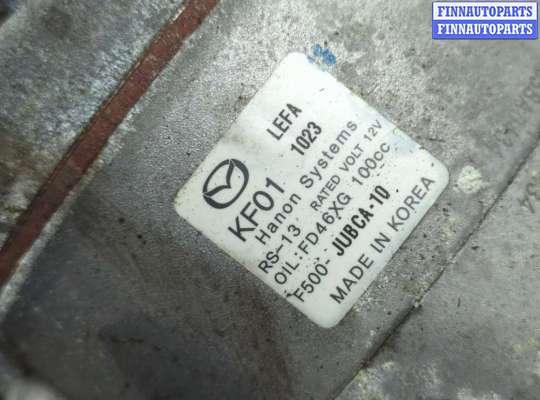 FINNAUTOPARTS
FINNAUTOPARTS
LEFA
1023
KF01
Hanon Systems
RS-13 RATED VOLT 12V
OIL:FD46XG 100cc
F500-JUBCA-10
MADE IN KOREA